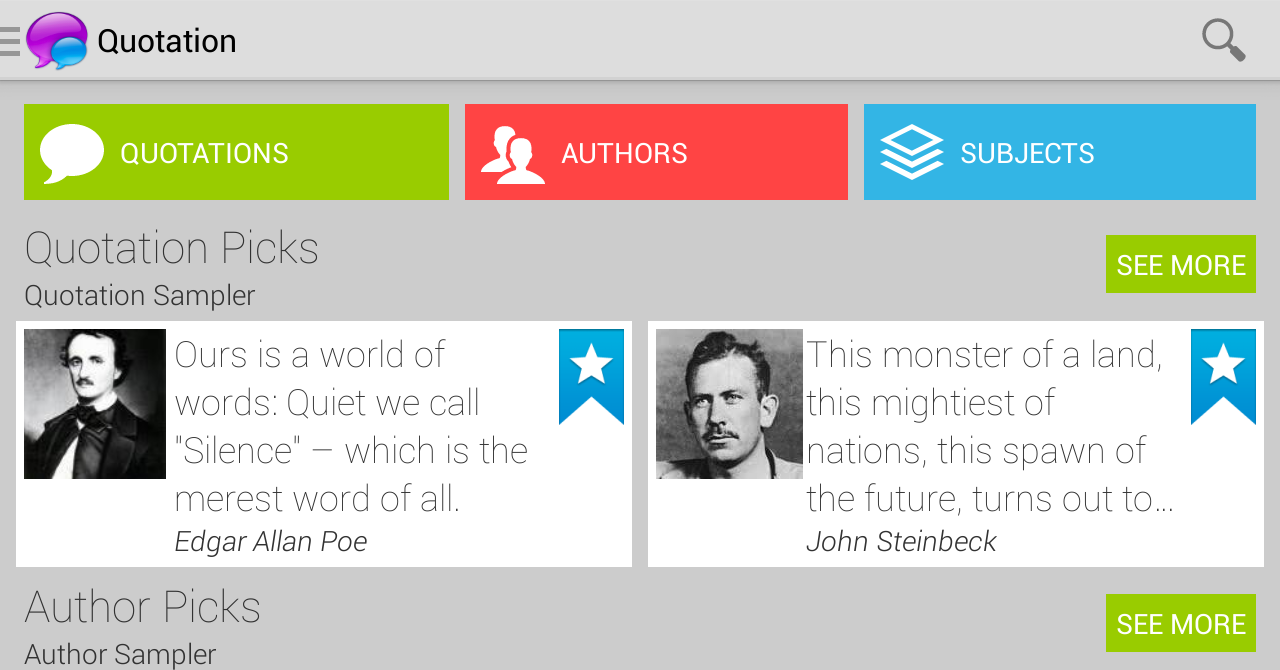 Quotation
QUOTATIONS
AUTHORS
SUBJECTS
Quotation Picks
SEE MORE
Quotation Sampler
Ours is a world of
words: Quiet we call
"Silence" – which is the
merest word of all.
Edgar Allan Poe
This monster of a land,
this mightiest of
nations, this spawn of
the future, turns out to...
John Steinbeck
Author Picks
SEE MORE
Author Sampler